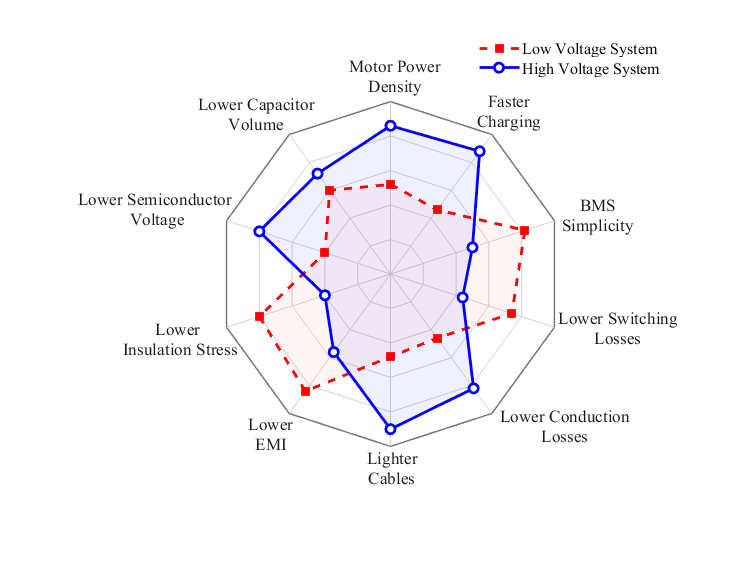 Low Voltage System
High Voltage System
Motor Power
Density
Faster
Charging
BMS
Simplicity
Lower Switching
Losses
Lower Conduction
Losses
Lighter
Cables
Lower
EMI
Lower
Insulation Stress
Lower Semiconductor
Voltage
Lower Capacitor
Volume